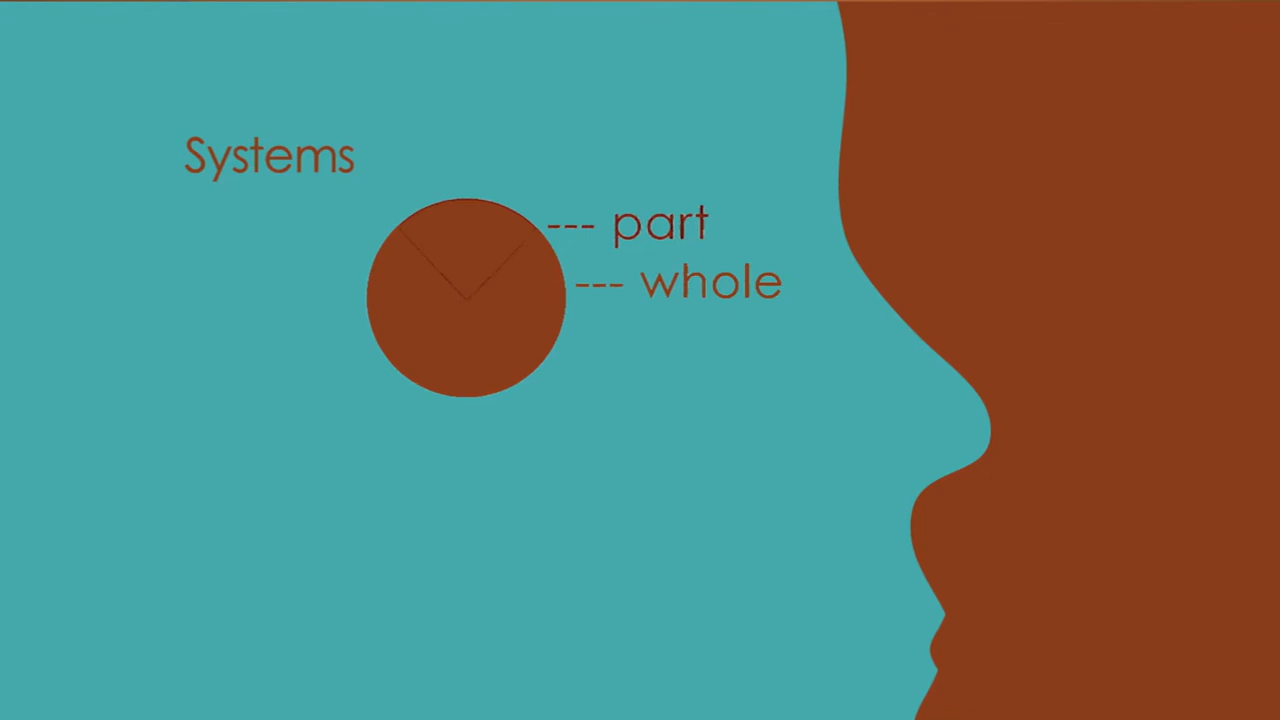 Systems
--- part
--- whole